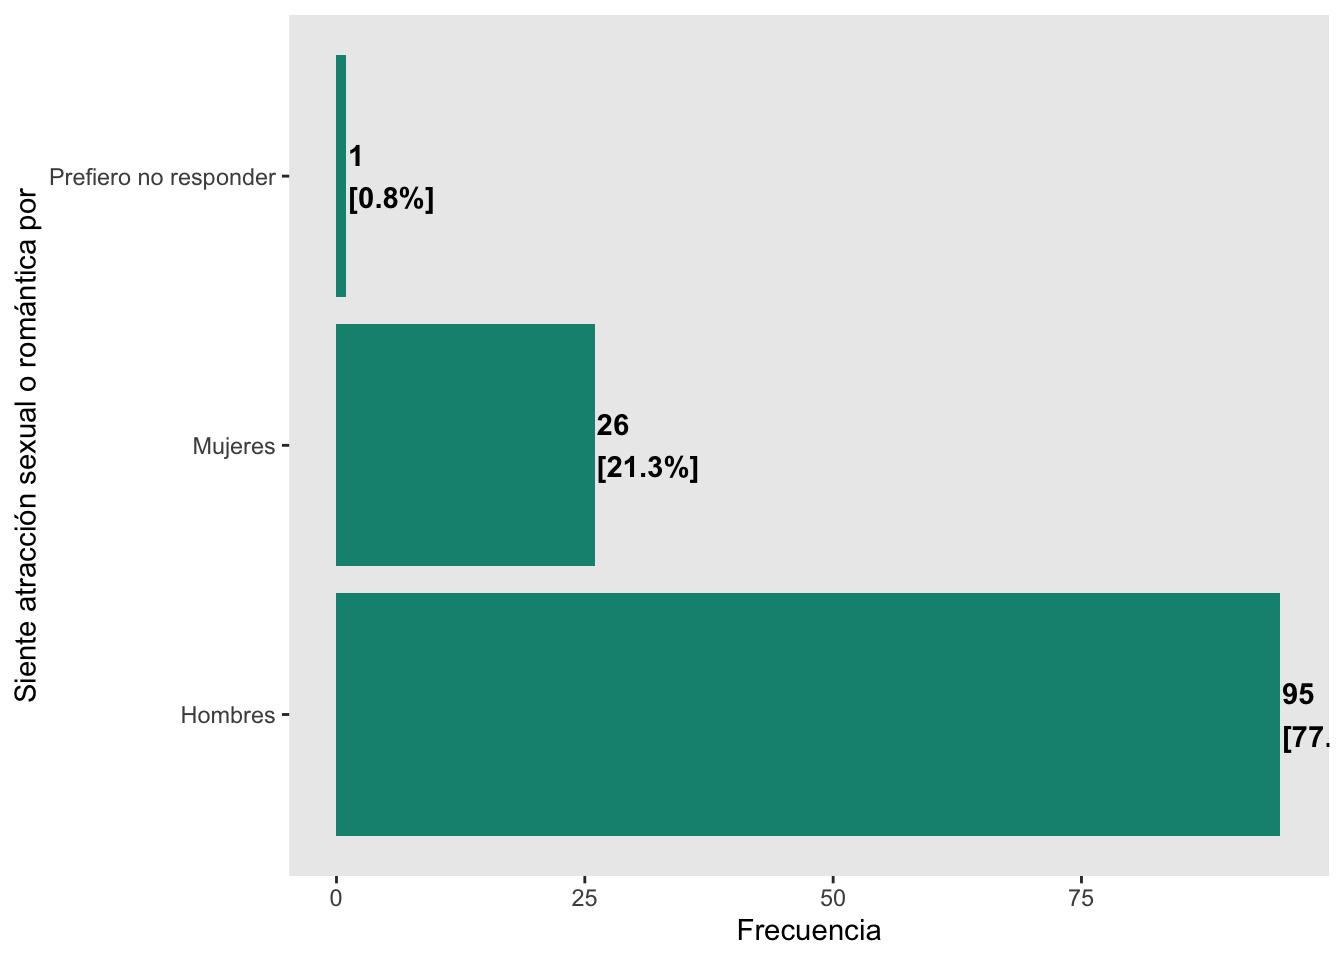 Siente atracción sexual o romántica por
Prefiero no responder
1
[0.8%]
Mujeres
26
[21.3%]
Hombres
95
[77.
0
25
50
75
Frecuencia